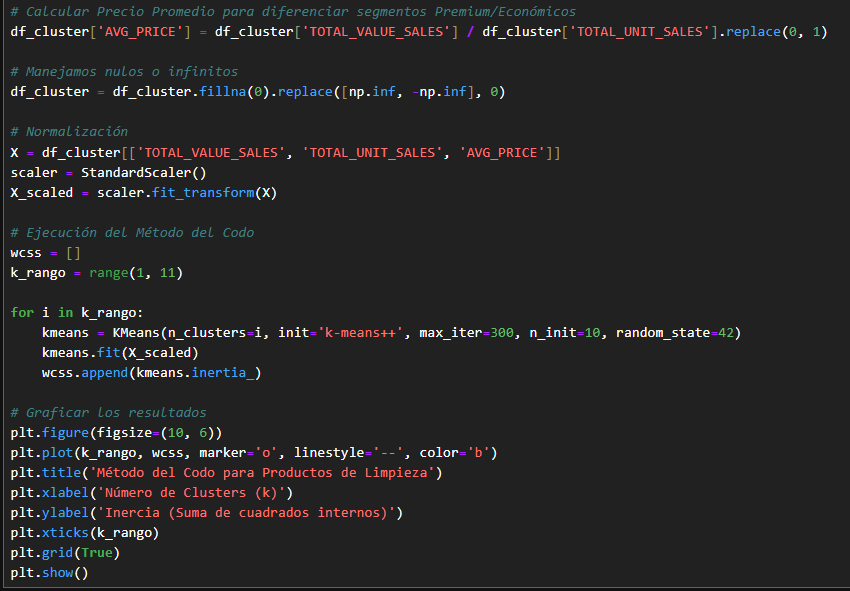 # Calcular Precio Promedio para diferenciar segmentos Premium/Económicos
df_cluster['AVG_PRICE'] = df_cluster['TOTAL_VALUE_SALES'] / df_cluster['TOTAL_UNIT_SALES'].replace(0, 1)

# Manejamos nulos o infinitos
df_cluster = df_cluster.fillna(0).replace([np.inf, -np.inf], 0)

# Normalización
X = df_cluster[['TOTAL_VALUE_SALES', 'TOTAL_UNIT_SALES', 'AVG_PRICE']]
scaler = StandardScaler()
X_scaled = scaler.fit_transform(X)

# Ejecución del Método del Codo
wcss = []
k_rango = range(1, 11)

for i in k_rango:
    kmeans = KMeans(n_clusters=i, init='k-means++', max_iter=300, n_init=10, random_state=42)
    kmeans.fit(X_scaled)
    wcss.append(kmeans.inertia_)

# Graficar los resultados
plt.figure(figsize=(10, 6))
plt.plot(k_rango, wcss, marker='o', linestyle='--', color='b')
plt.title('Método del Codo para Productos de Limpieza')
plt.xlabel('Número de Clusters (k)')
plt.ylabel('Inercia (Suma de cuadrados internos)')
plt.xticks(k_rango)
plt.grid(True)
plt.show()